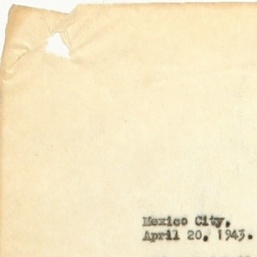 Mexico City,
April 20, 1943.